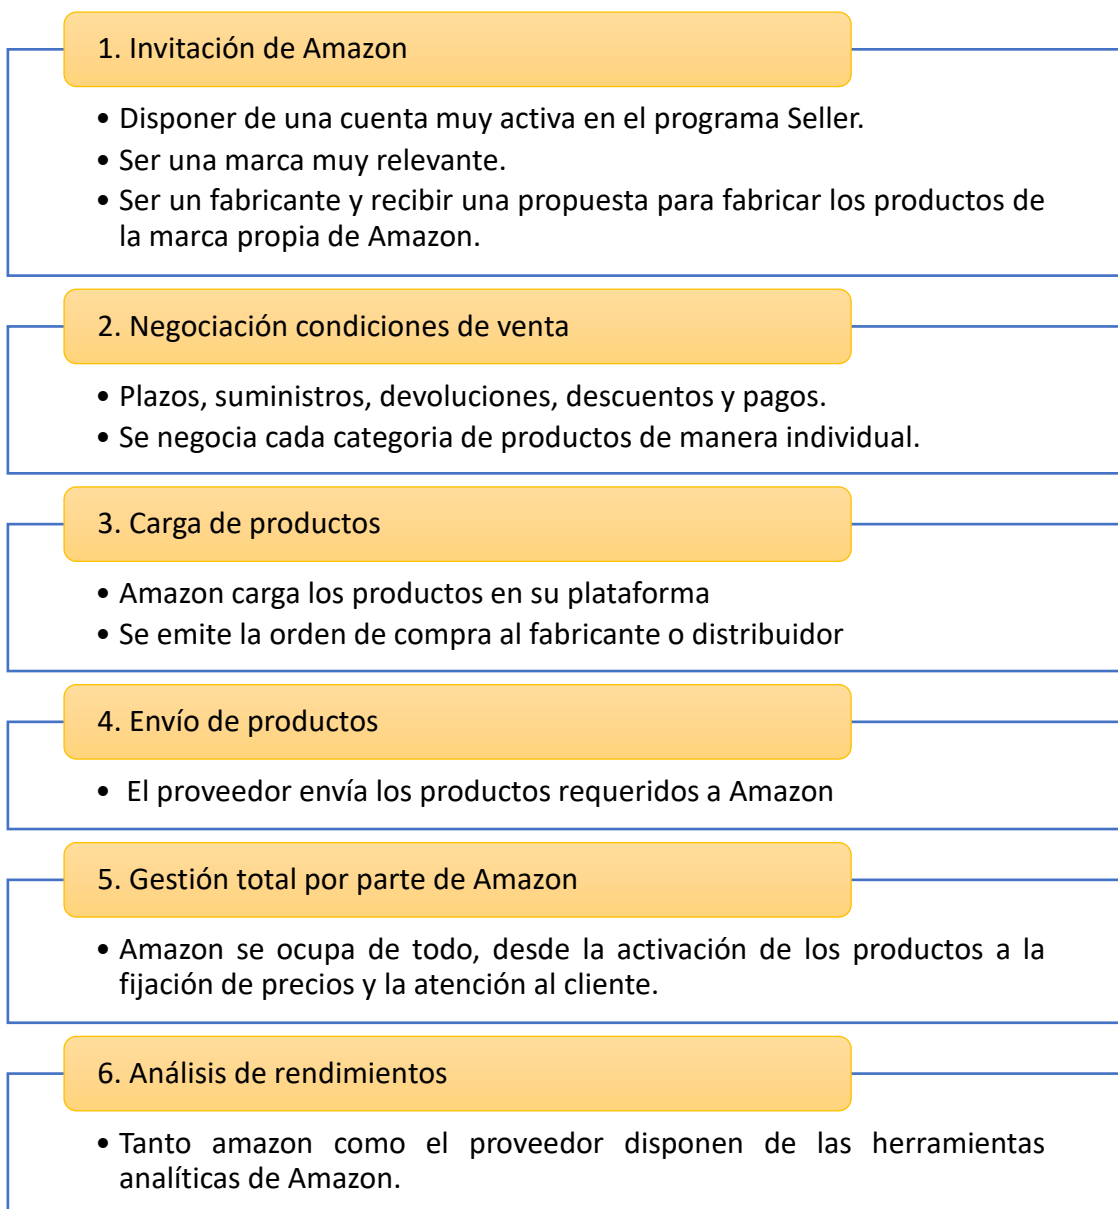 1. Invitación de Amazon
• Disponer de una cuenta muy activa en el programa Seller.
• Ser una marca muy relevante.
• Ser un fabricante y recibir una propuesta para fabricar los productos de
la marca propia de Amazon.
2. Negociación condiciones de venta
• Plazos, suministros, devoluciones, descuentos y pagos.
• Se negocia cada categoria de productos de manera individual.
3. Carga de productos
• Amazon carga los productos en su plataforma
• Se emite la orden de compra al fabricante o distribuidor
4. Envío de productos
• El proveedor envía los productos requeridos a Amazon
5. Gestión total por parte de Amazon
• Amazon se ocupa de todo, desde la activación de los productos a la
fijación de precios y la atención al cliente.
6. Análisis de rendimientos
• Tanto amazon como el proveedor disponen de las herramientas
analíticas de Amazon.